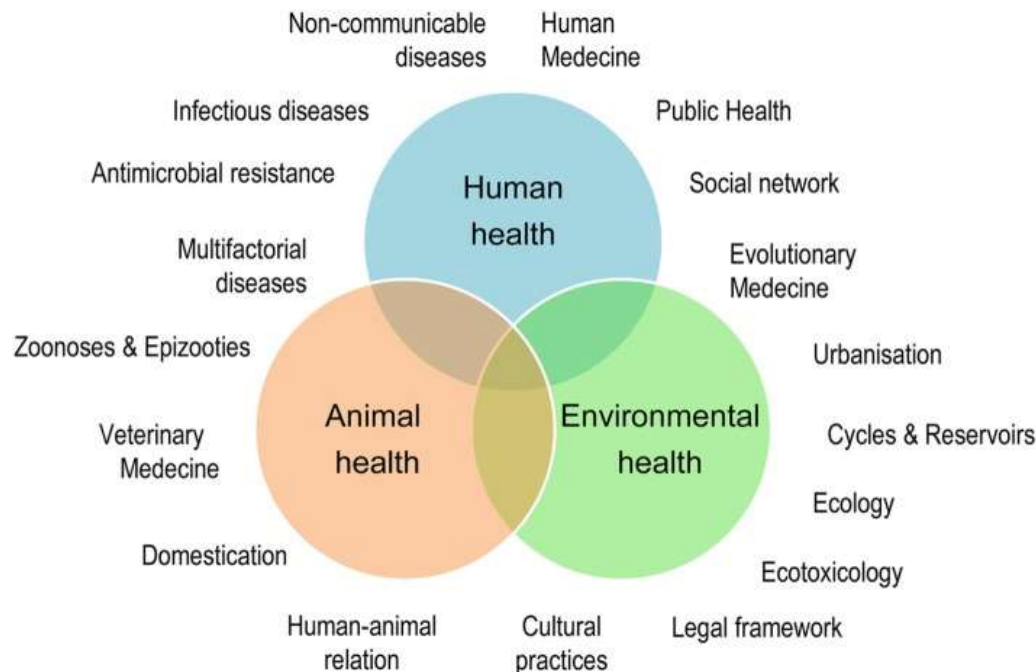 Non-communicable
diseases
Human
Medecine
Infectious diseases
Public Health
Antimicrobial resistance
Social network
Human
health
Multifactorial
diseases
Evolutionary
Medecine
Zoonoses & Epizooties
Urbanisation
Animal
health
Environmental
health
Veterinary
Medecine
Cycles & Reservoirs
Ecology
Domestication
Ecotoxicology
Human-animal
relation
Cultural
practices
Legal framework